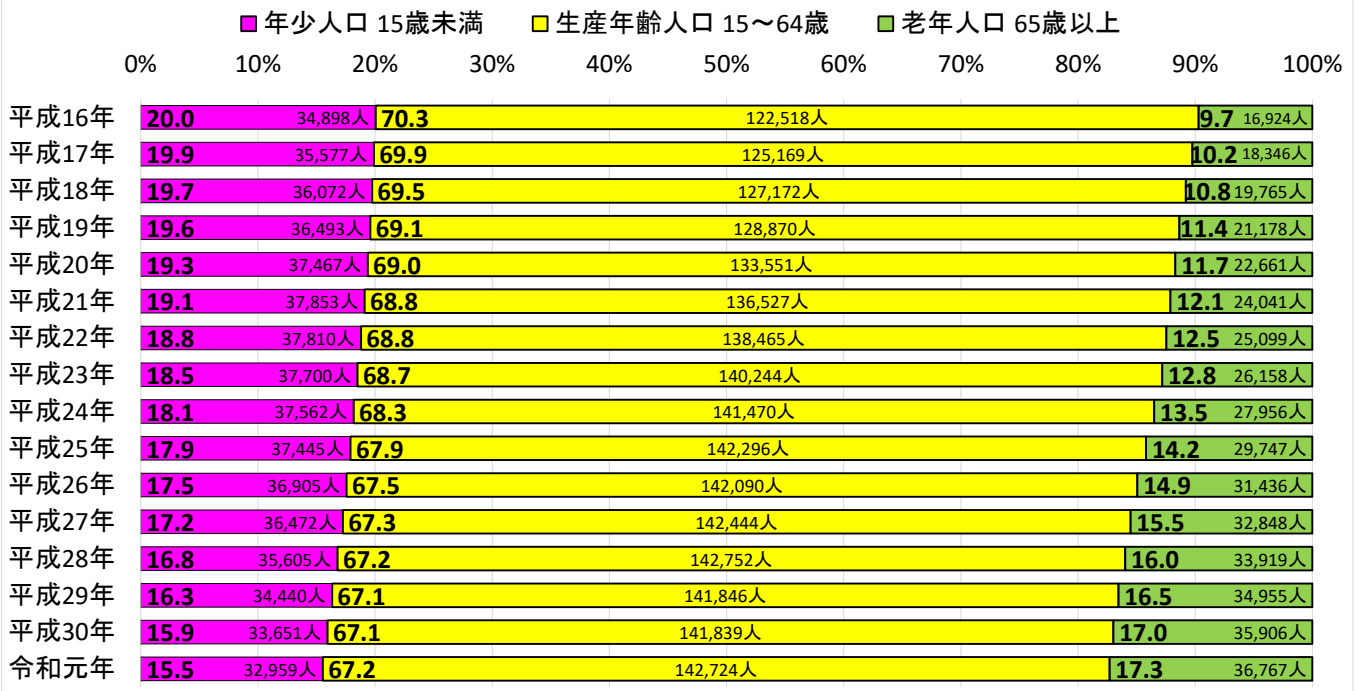 ■年少人口 15歳未満 ■生産年齢人口 15～64歳 ■老年人口 65歳以上
0% 10% 20% 30% 40% 50% 60% 70% 80% 90% 100%
平成16年 20.0 34,898人 70.3 122,518人 9.7 16,924人
平成17年 19.9 35,577人 69.9 125,169人 10.2 18,346人
平成18年 19.7 36,072人 69.5 127,172人 10.8 19,765人
平成19年 19.6 36,493人 69.1 128,870人 11.4 21,178人
平成20年 19.3 37,467人 69.0 133,551人 11.7 22,661人
平成21年 19.1 37,853人 68.8 136,527人 12.1 24,041人
平成22年 18.8 37,810人 68.8 138,465人 12.5 25,099人
平成23年 18.5 37,700人 68.7 140,244人 12.8 26,158人
平成24年 18.1 37,562人 68.3 141,470人 13.5 27,956人
平成25年 17.9 37,445人 67.9 142,296人 14.2 29,747人
平成26年 17.5 36,905人 67.5 142,090人 14.9 31,436人
平成27年 17.2 36,472人 67.3 142,444人 15.5 32,848人
平成28年 16.8 35,605人 67.2 142,752人 16.0 33,919人
平成29年 16.3 34,440人 67.1 141,846人 16.5 34,955人
平成30年 15.9 33,651人 67.1 141,839人 17.0 35,906人
令和元年 15.5 32,959人 67.2 142,724人 17.3 36,767人